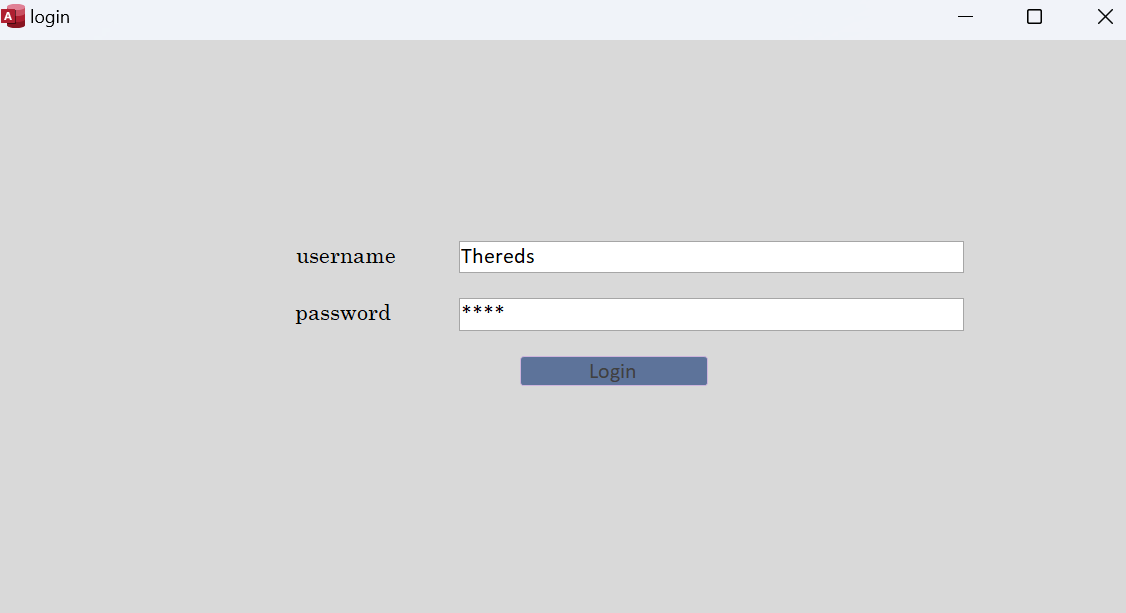 login
username Thereds
password ****
Login